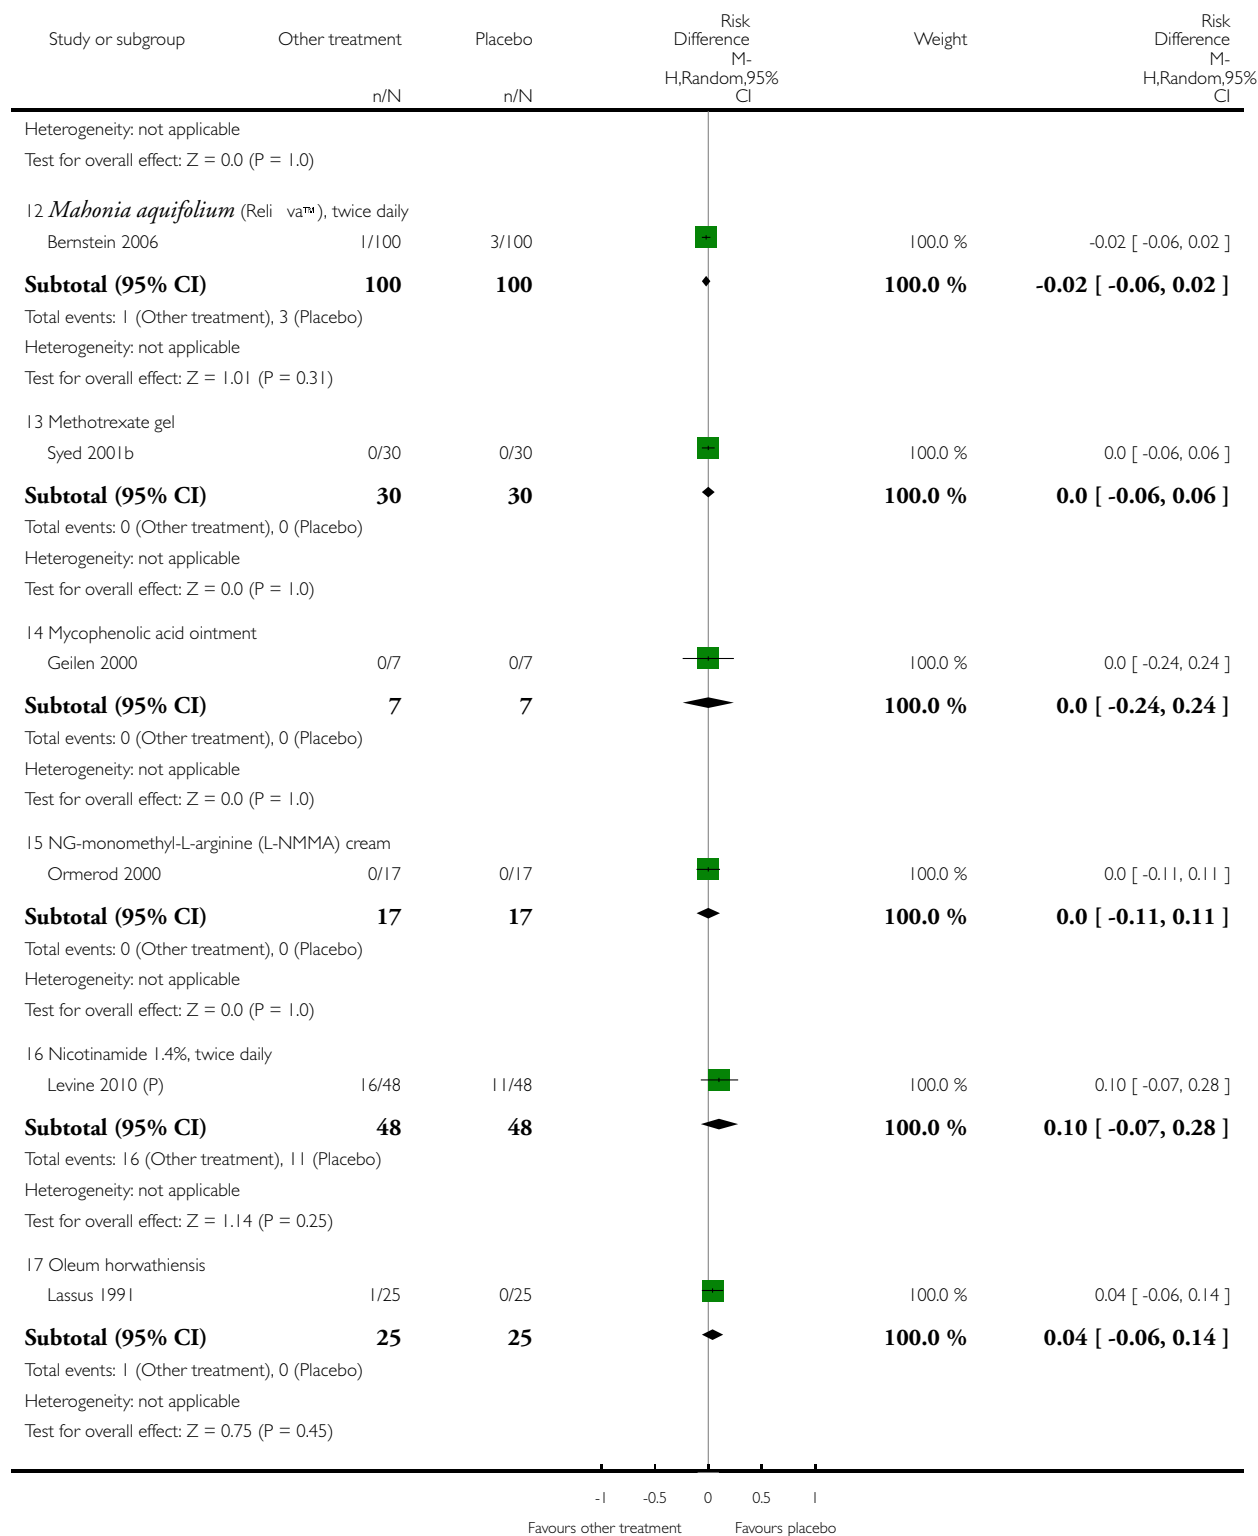 Study or subgroup Other treatment Placebo Risk Difference Weight Risk Difference
M-H,Random,95% CI M-H,Random,95% CI
n/N n/N
Heterogeneity: not applicable
Test for overall effect: Z = 0.0 (P = 1.0)
12 Mahonia aquifolium (Reli va™), twice daily
Bernstein 2006 1/100 3/100 100.0 % -0.02 [ -0.06, 0.02 ]
Subtotal (95% CI) 100 100 100.0 % -0.02 [ -0.06, 0.02 ]
Total events: 1 (Other treatment), 3 (Placebo)
Heterogeneity: not applicable
Test for overall effect: Z = 1.01 (P = 0.31)
13 Methotrexate gel
Syed 2001b 0/30 0/30 100.0 % 0.0 [ -0.06, 0.06 ]
Subtotal (95% CI) 30 30 100.0 % 0.0 [ -0.06, 0.06 ]
Total events: 0 (Other treatment), 0 (Placebo)
Heterogeneity: not applicable
Test for overall effect: Z = 0.0 (P = 1.0)
14 Mycophenolic acid ointment
Geilen 2000 0/7 0/7 100.0 % 0.0 [ -0.24, 0.24 ]
Subtotal (95% CI) 7 7 100.0 % 0.0 [ -0.24, 0.24 ]
Total events: 0 (Other treatment), 0 (Placebo)
Heterogeneity: not applicable
Test for overall effect: Z = 0.0 (P = 1.0)
15 NG-monomethyl-L-arginine (L-NMMA) cream
Ormerod 2000 0/17 0/17 100.0 % 0.0 [ -0.11, 0.11 ]
Subtotal (95% CI) 17 17 100.0 % 0.0 [ -0.11, 0.11 ]
Total events: 0 (Other treatment), 0 (Placebo)
Heterogeneity: not applicable
Test for overall effect: Z = 0.0 (P = 1.0)
16 Nicotinamide 1.4%, twice daily
Levine 2010 (P) 16/48 11/48 100.0 % 0.10 [ -0.07, 0.28 ]
Subtotal (95% CI) 48 48 100.0 % 0.10 [ -0.07, 0.28 ]
Total events: 16 (Other treatment), 11 (Placebo)
Heterogeneity: not applicable
Test for overall effect: Z = 1.14 (P = 0.25)
17 Oleum horwathiensis
Lassus 1991 1/25 0/25 100.0 % 0.04 [ -0.06, 0.14 ]
Subtotal (95% CI) 25 25 100.0 % 0.04 [ -0.06, 0.14 ]
Total events: 1 (Other treatment), 0 (Placebo)
Heterogeneity: not applicable
Test for overall effect: Z = 0.75 (P = 0.45)
-1 -0.5 0 0.5 1
Favours other treatment Favours placebo